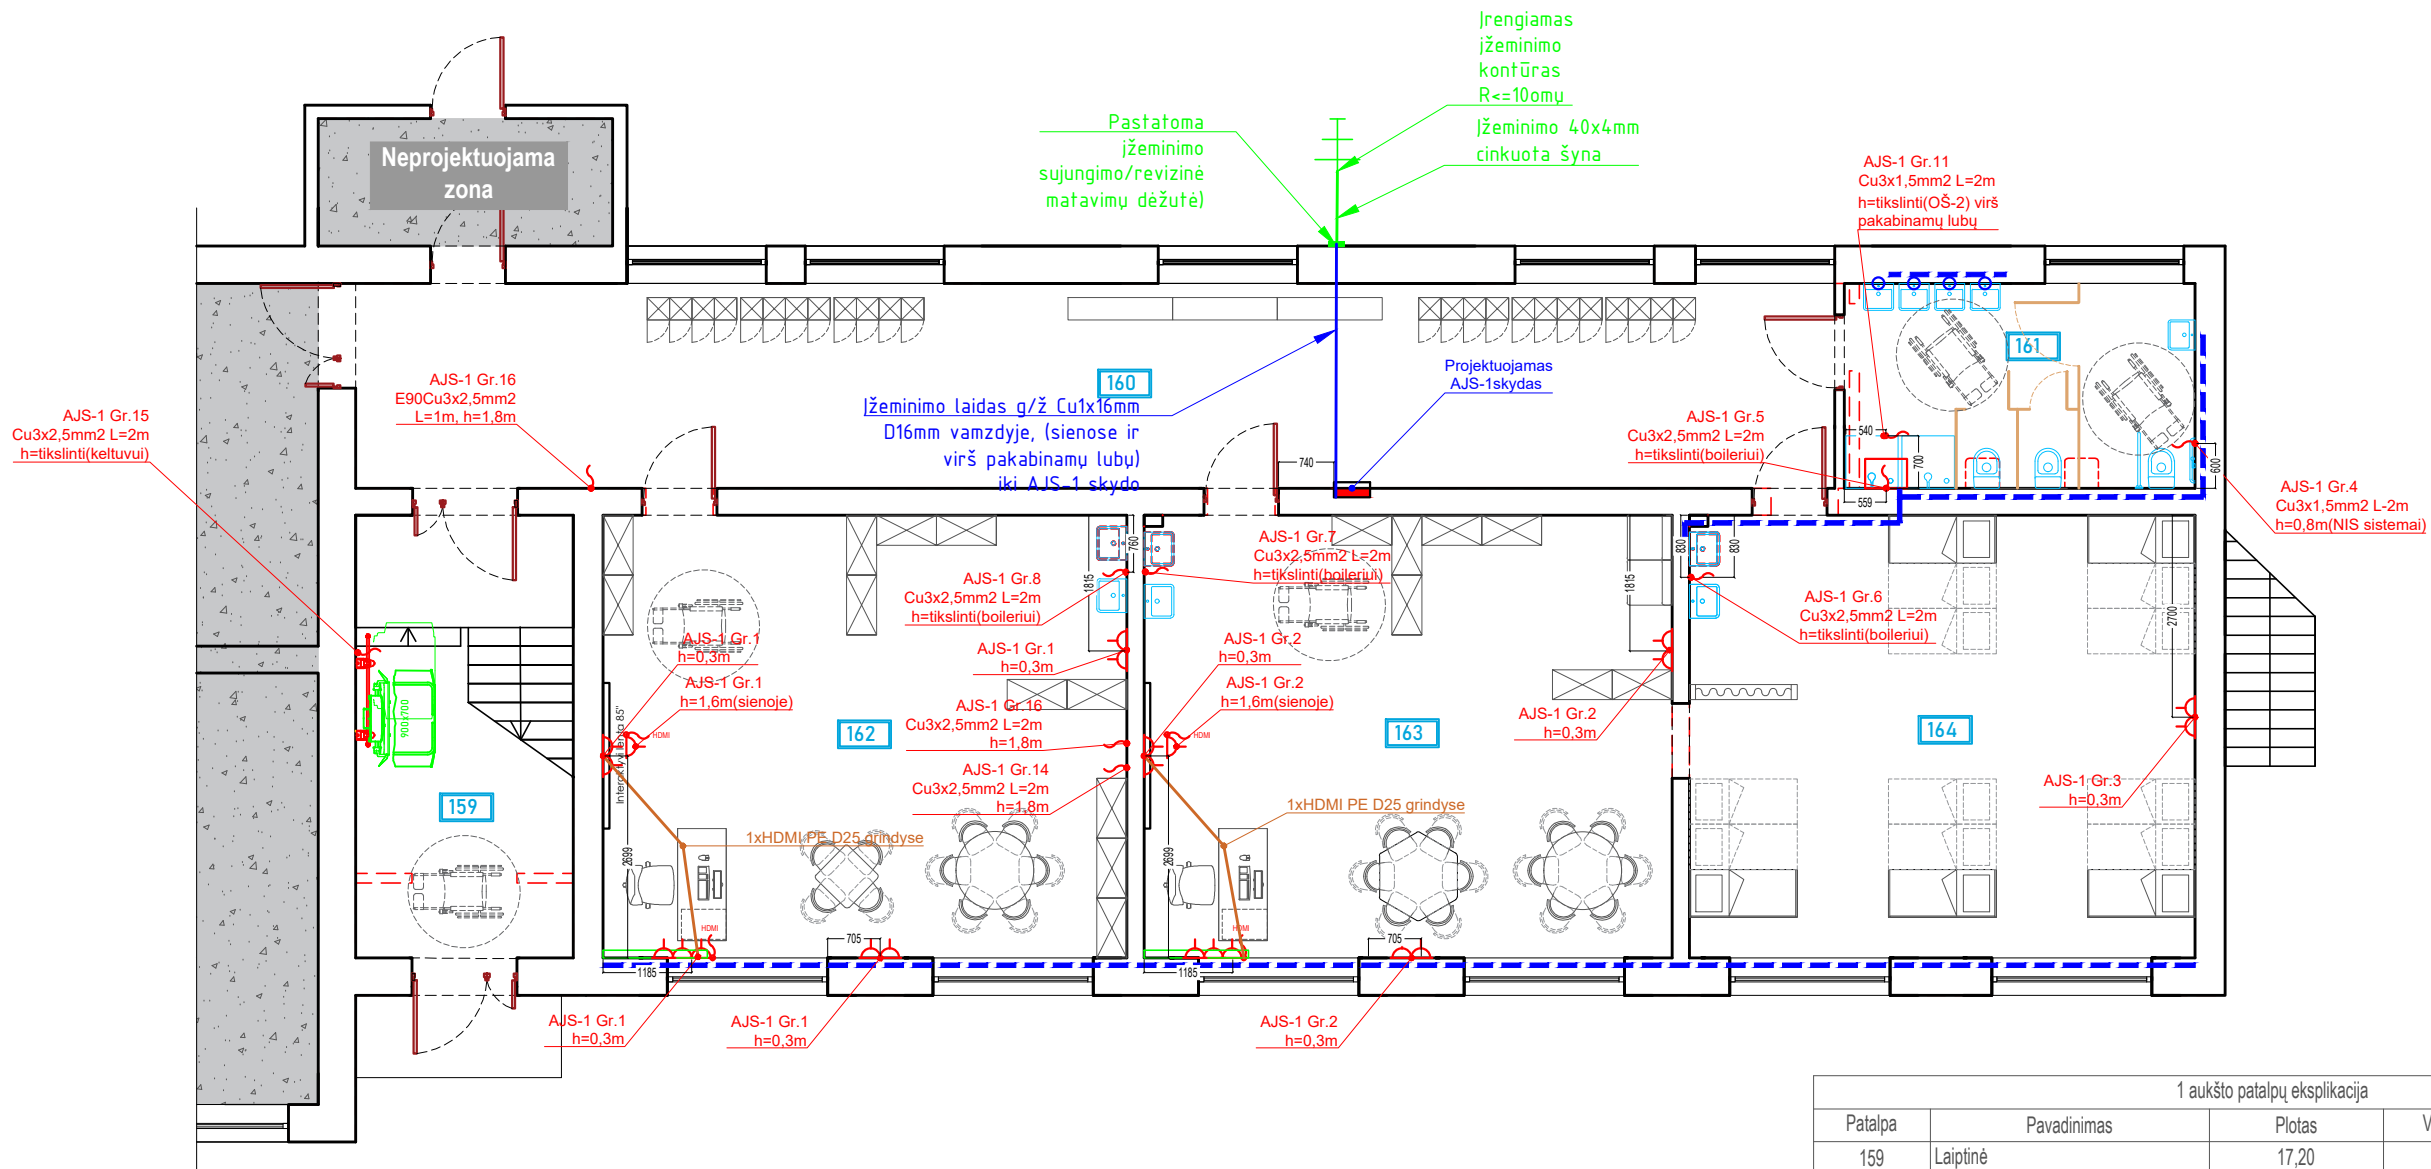 Įrengiamas
įžeminimo
kontūras
R<=10omų
Pastatoma
įžeminimo
sujungimo/revizinė
matavimų dėžutė)
Įžeminimo 40x4mm
cinkuota šyna
Neprojektuojama
zona
AJS-1 Gr.11
Cu3x1,5mm2 L=2m
h=tikslinti(OŠ-2) virš
pakabinamų lubų
161
160
Projektuojamas
AJS-1skydas
AJS-1 Gr.16
E90Cu3x2,5mm2
L=1m, h=1,8m
AJS-1 Gr.15
Cu3x2,5mm2 L=2m
h=tikslinti(keltuvui)
Įžeminimo laidas g/ž Cu1x16mm
D16mm vamzdyje, (sienose ir
virš pakabinamų lubų)
iki AJS-1 skydo
740
AJS-1 Gr.5
Cu3x2,5mm2 L=2m
h=tikslinti(boileriui)
540
700
559
600
AJS-1 Gr.4
Cu3x1,5mm2 L-2m
h=0,8m(NIS sistemai)
760
1815
AJS-1 Gr.8
Cu3x2,5mm2 L=2m
h=tikslinti(boileriui)
AJS-1 Gr.7
Cu3x2,5mm2 L=2m
h=tikslinti(boileriui)
1815
830
830
AJS-1 Gr.6
Cu3x2,5mm2 L=2m
h=tikslinti(boileriui)
2700
AJS-1 Gr.1
h=0,3m
AJS-1 Gr.1
h=1,6m(sienoje)
AJS-1 Gr.1
h=0,3m
AJS-1 Gr.16
Cu3x2,5mm2 L=2m
h=1,8m
AJS-1 Gr.14
Cu3x2,5mm2 L=2m
h=1,8m
AJS-1 Gr.2
h=0,3m
AJS-1 Gr.2
h=1,6m(sienoje)
AJS-1 Gr.2
h=0,3m
AJS-1 Gr.3
h=0,3m
900x700
HDMI
HDMI
162
163
164
159
85"
1xHDMI PE D25 grindyse
1xHDMI PE D25 grindyse
2699
2699
HDMI
HDMI
705
705
1185
1185
AJS-1 Gr.1
h=0,3m
AJS-1 Gr.1
h=0,3m
AJS-1 Gr.2
h=0,3m
1 aukšto patalpų eksplikacija
Patalpa Pavadinimas Plotas V
159 Laiptinė 17,20